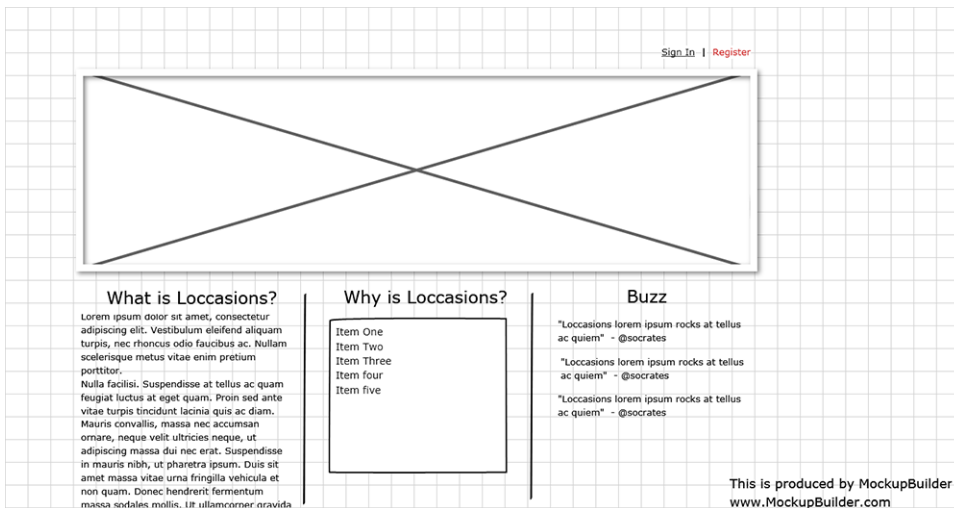 Sign In | Register
What is Loccasions?
Lorem ipsum dolor sit amet, consectetur
adipiscing elit. Vestibulum eleifend aliquam
turpis, nec rhoncus odio faucibus ac. Nullam
scelerisque metus vitae enim pretium
porttitor.
Nulla facilisi. Suspendisse at tellus ac quam
feugiat luctus at eget quam. Proin sed ante
vitae turpis tincidunt lacinia quis ac diam.
Mauris convallis, massa nec accumsan
ornare, neque velit ultricies neque, ut
adipiscing massa dui nec erat. Suspendisse
in mauris nibh, ut pharetra ipsum. Duis sit
amet massa vitae urna fringilla vehicula et
non quam. Donec hendrerit fermentum
massa sodales mollis. Ut ullamcorper gravida
Why is Loccasions?
Item One
Item Two
Item Three
Item four
Item five
Buzz
"Loccasions lorem ipsum rocks at tellus
ac quiem" - @socrates
"Loccasions lorem ipsum rocks at tellus
ac quiem" - @socrates
"Loccasions lorem ipsum rocks at tellus
ac quiem" - @socrates
This is produced by MockupBuilder
www.MockupBuilder.com